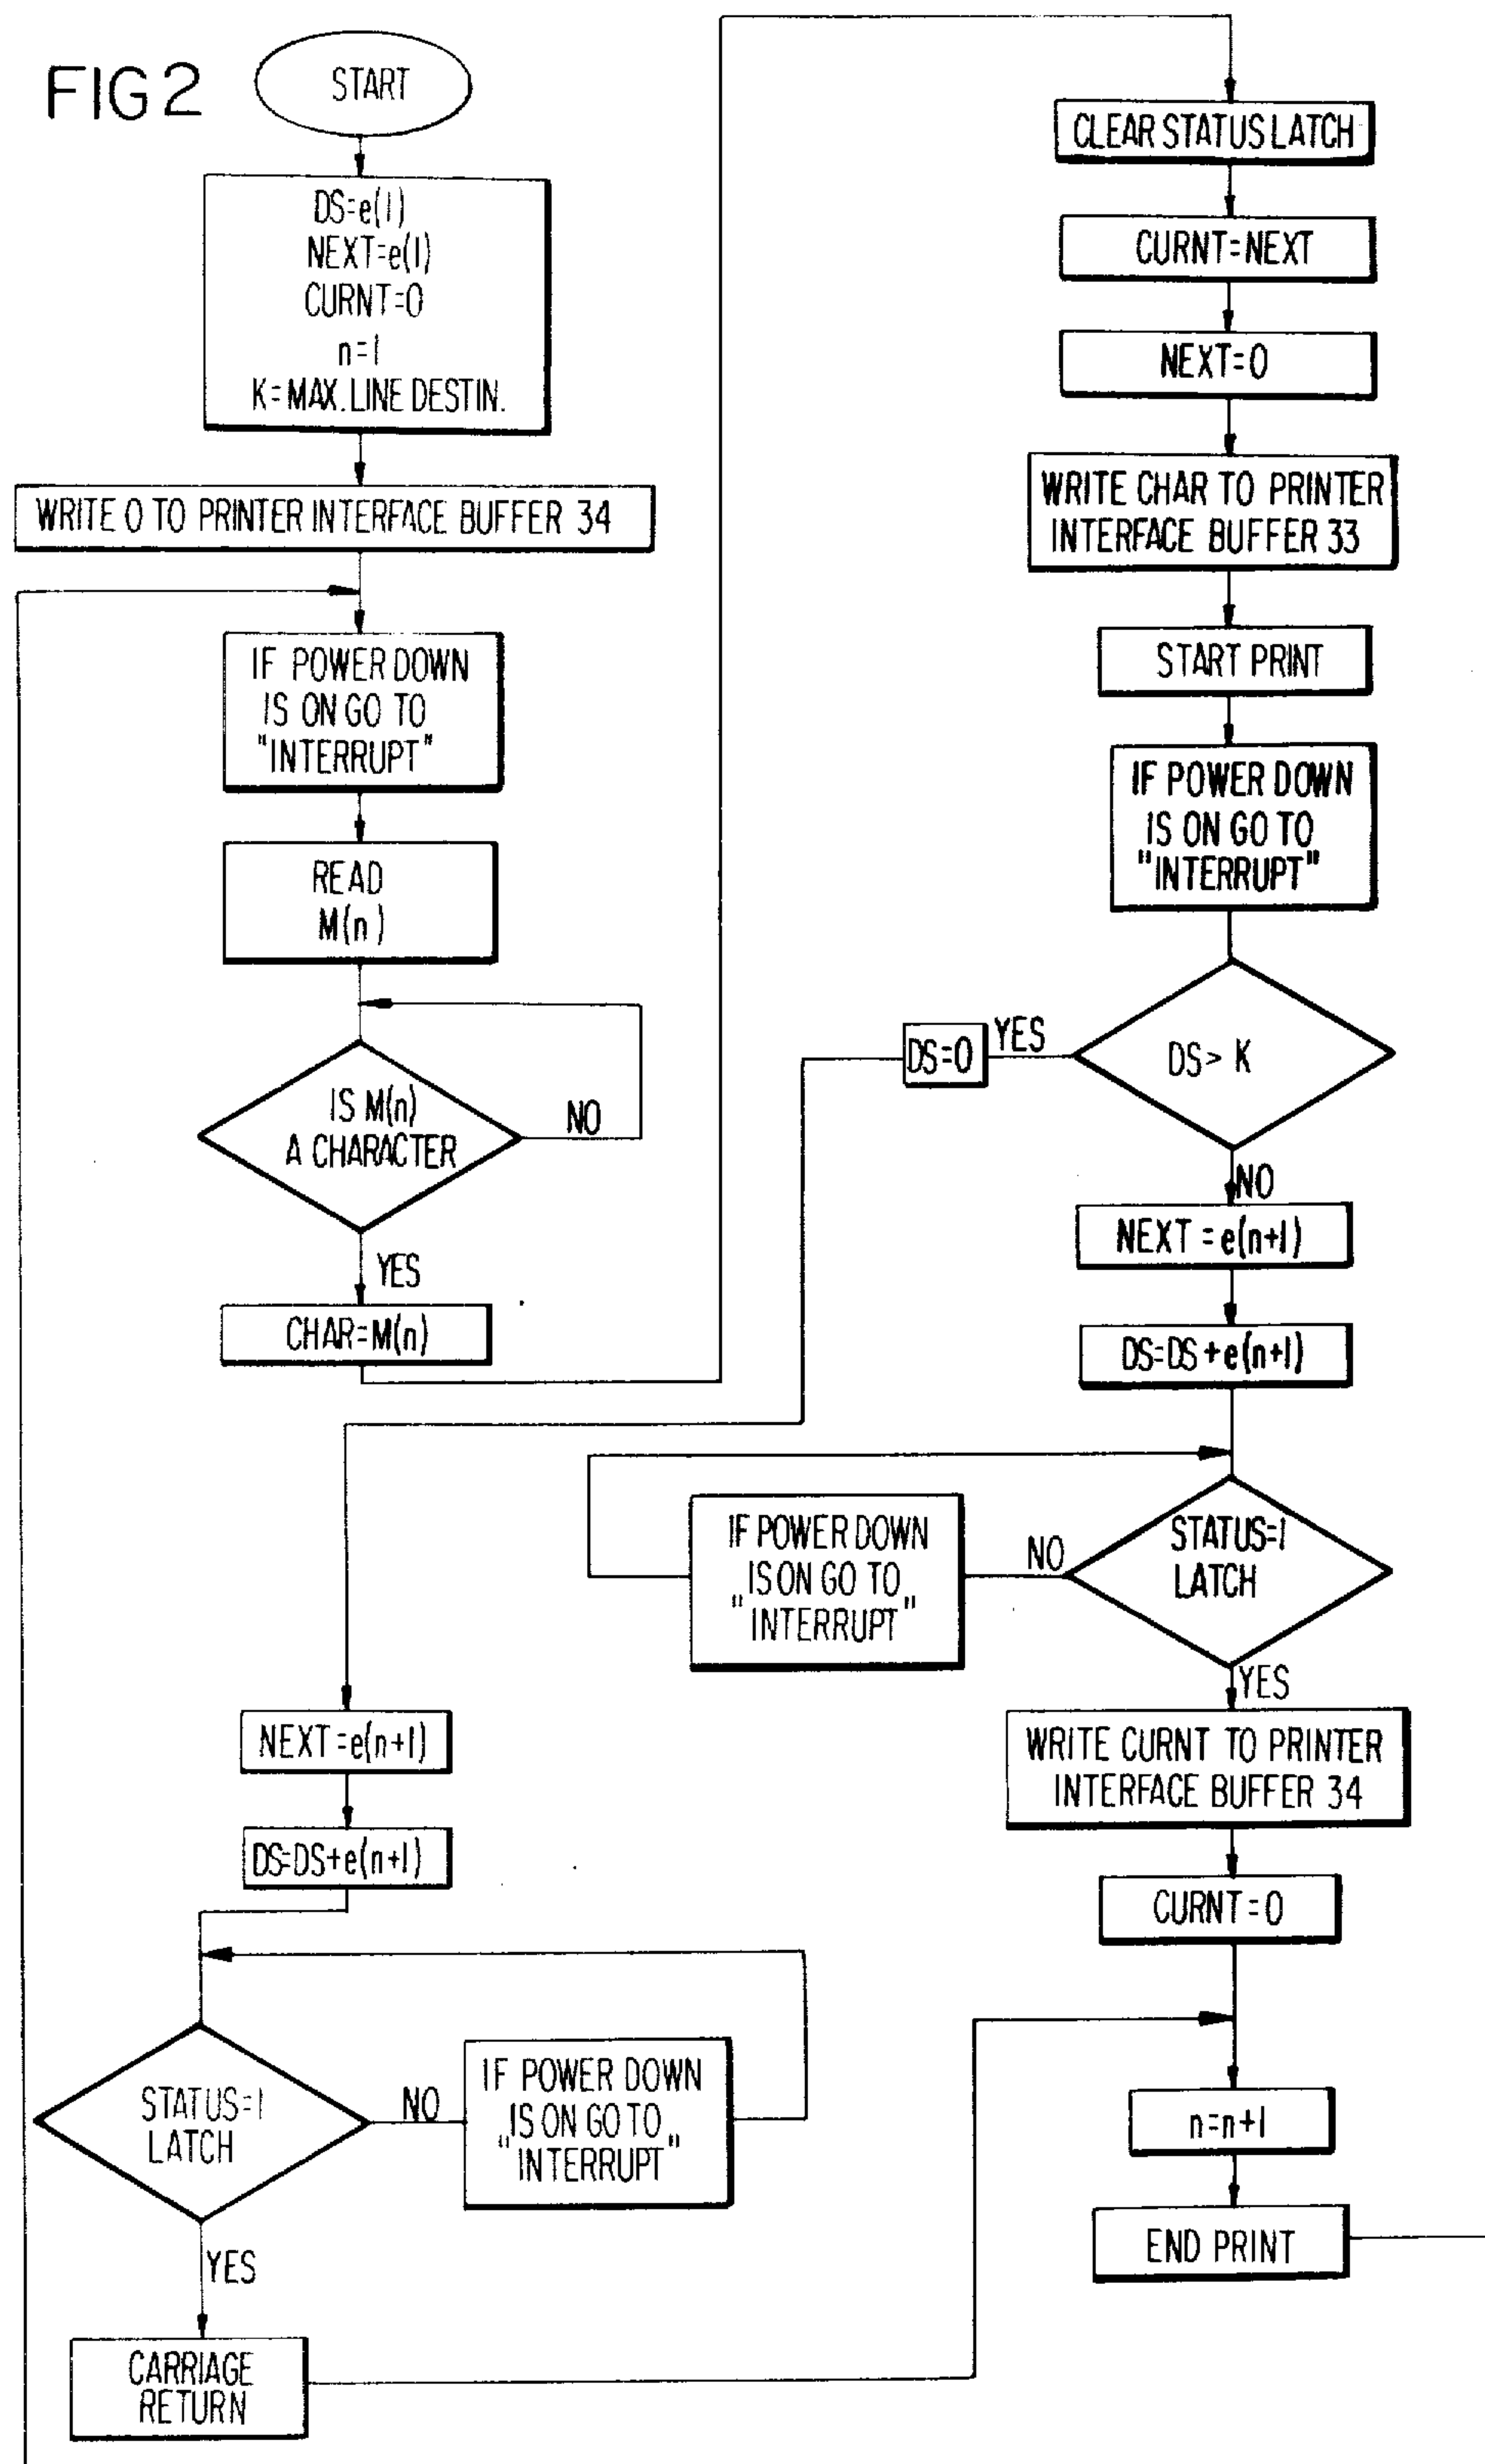 FIG 2
START
DS=e(1)
NEXT=e(1)
CURNT=0
n=1
K=MAX. LINE DESTIN.
WRITE 0 TO PRINTER INTERFACE BUFFER 34
IF POWER DOWN
IS ON GO TO
"INTERRUPT"
READ
M(n)
IS M(n)
A CHARACTER
NO
YES
CHAR=M(n)
CLEAR STATUS LATCH
CURNT=NEXT
NEXT=0
WRITE CHAR TO PRINTER
INTERFACE BUFFER 33
START PRINT
IF POWER DOWN
IS ON GO TO
"INTERRUPT"
DS> K
YES
DS=0
NO
NEXT=e(n+1)
DS=DS+e(n+1)
STATUS=1
LATCH
NO
IF POWER DOWN
IS ON GO TO
"INTERRUPT"
YES
WRITE CURNT TO PRINTER
INTERFACE BUFFER 34
CURNT=0
n=n+1
END PRINT
NEXT=e(n+1)
DS=DS+e(n+1)
STATUS=1
LATCH
NO
IF POWER DOWN
IS ON GO TO
"INTERRUPT"
YES
CARRIAGE
RETURN